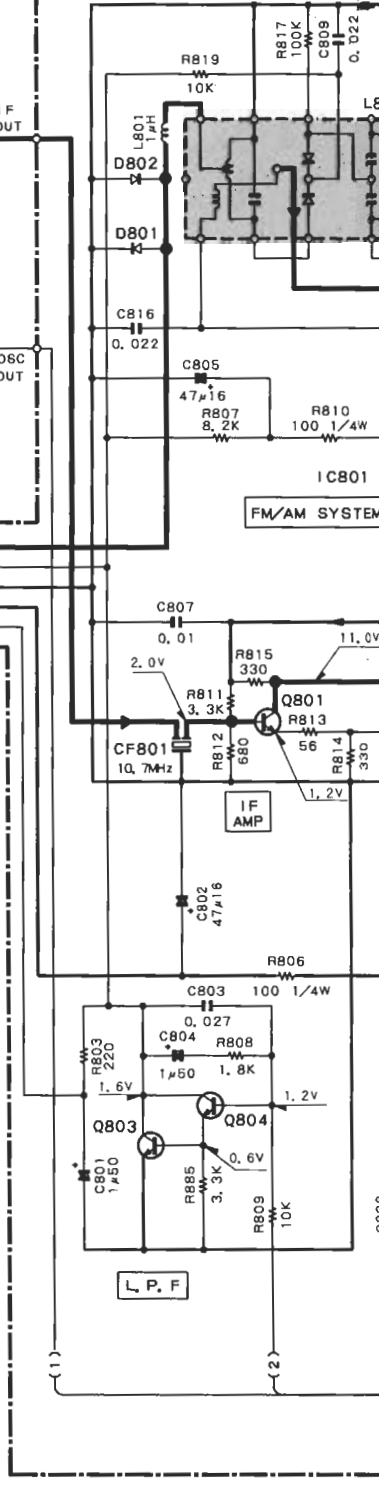 R817
100K
C809
0.022
R819
10K
IF
OUT
L801
1μH
L8
D802
D801
C816
0.022
OSC
OUT
C805
47μ16
R807
8.2K
R810
100 1/4W
IC801
FM/AM SYSTEM
C807
0.01
2.0V
R815
330
11.0V
R811
3.3K
Q801
R813
56
CF801
10.7MHz
R812
680
R814
330
1.2V
IF
AMP
C802
47μ16
R806
100 1/4W
C803
0.027
R803
220
C804
1μ50
R808
1.8K
1.6V
1.2V
Q803
Q804
0.6V
C801
1μ50
R885
3.3K
R809
10K
L.P.F
(1)
(2)